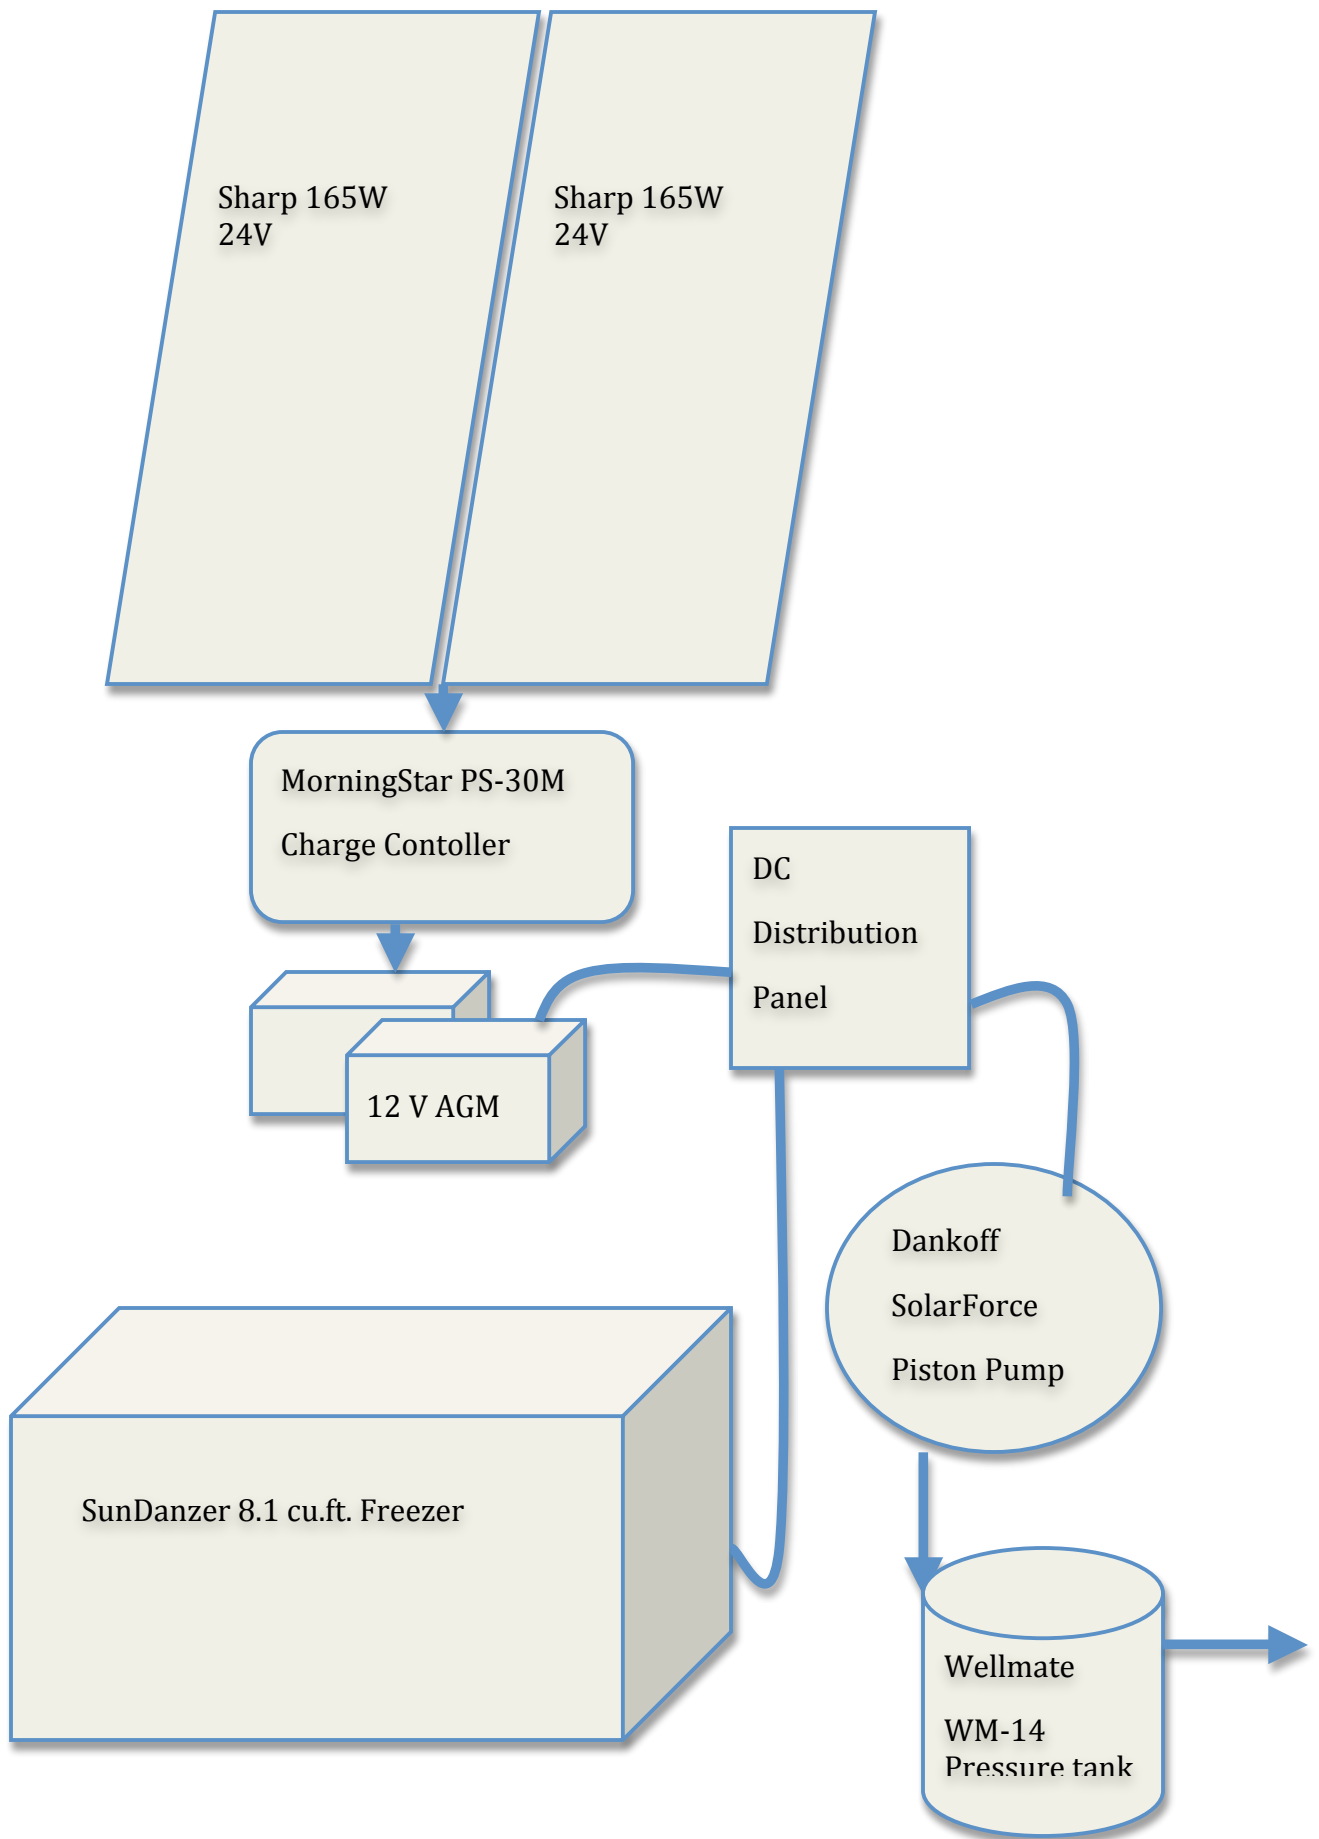 Sharp 165W
24V
Sharp 165W
24V
MorningStar PS-30M
Charge Contoller
DC
Distribution
Panel
12 V AGM
Dankoff
SolarForce
Piston Pump
SunDanzer 8.1 cu.ft. Freezer
Wellmate
WM-14
Pressure tank